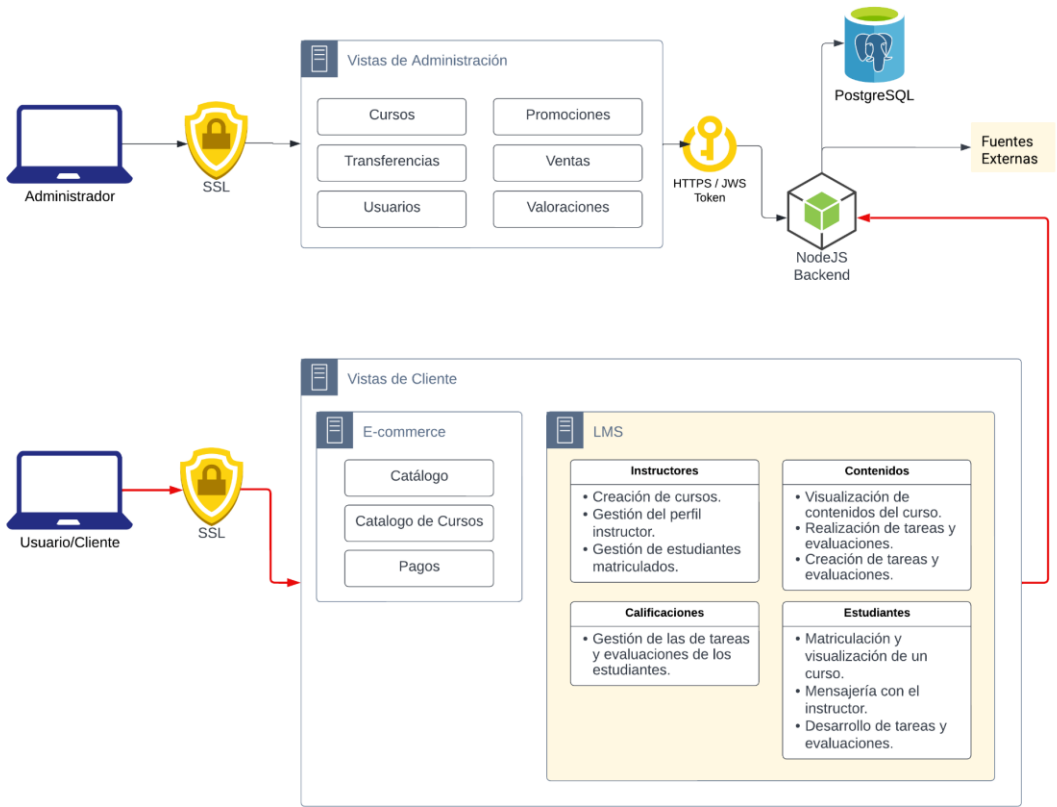 Vistas de Administración
Cursos
Promociones
Transferencias
Ventas
Usuarios
Valoraciones
Administrador
SSL
HTTPS / JWS
Token
PostgreSQL
Fuentes
Externas
NodeJS
Backend
Vistas de Cliente
E-commerce
Catálogo
Catalogo de Cursos
Pagos
Usuario/Cliente
SSL
LMS
Instructores
• Creación de cursos.
• Gestión del perfil
instructor.
• Gestión de estudiantes
matriculados.
Contenidos
• Visualización de
contenidos del curso.
• Realización de tareas y
evaluaciones.
• Creación de tareas y
evaluaciones.
Calificaciones
• Gestión de las de tareas
y evaluaciones de los
estudiantes.
Estudiantes
• Matriculación y
visualización de un
curso.
• Mensajería con el
instructor.
• Desarrollo de tareas y
evaluaciones.